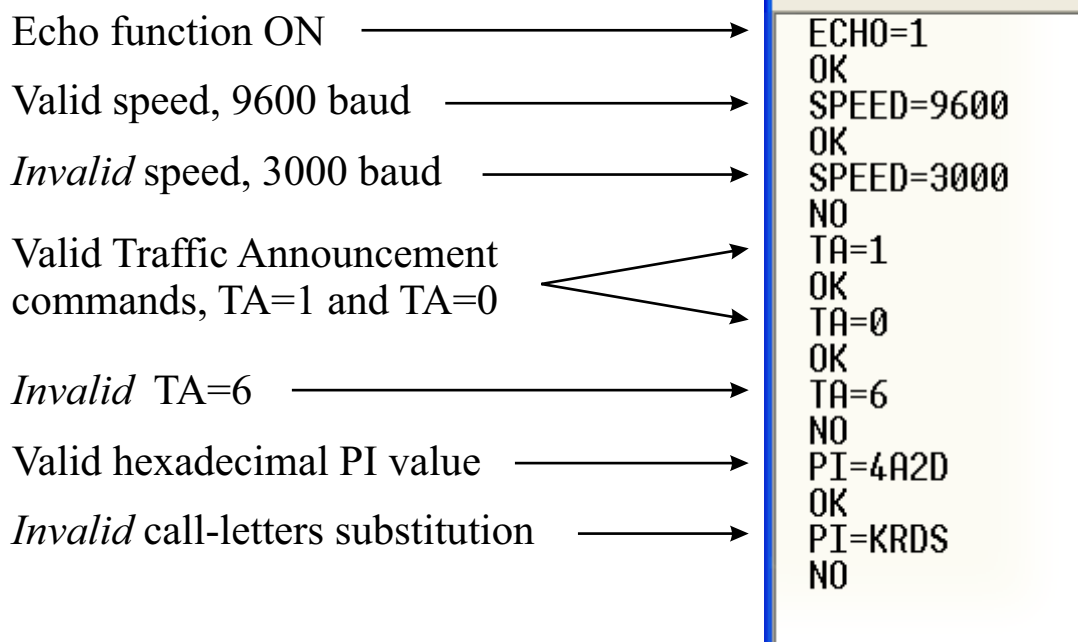 Echo function ON
Valid speed, 9600 baud
Invalid speed, 3000 baud
Valid Traffic Announcement
commands, TA=1 and TA=0
Invalid TA=6
Valid hexadecimal PI value
Invalid call-letters substitution
ECHO=1
OK
SPEED=9600
OK
SPEED=3000
NO
TA=1
OK
TA=0
OK
TA=6
NO
PI=4A2D
OK
PI=KRDS
NO